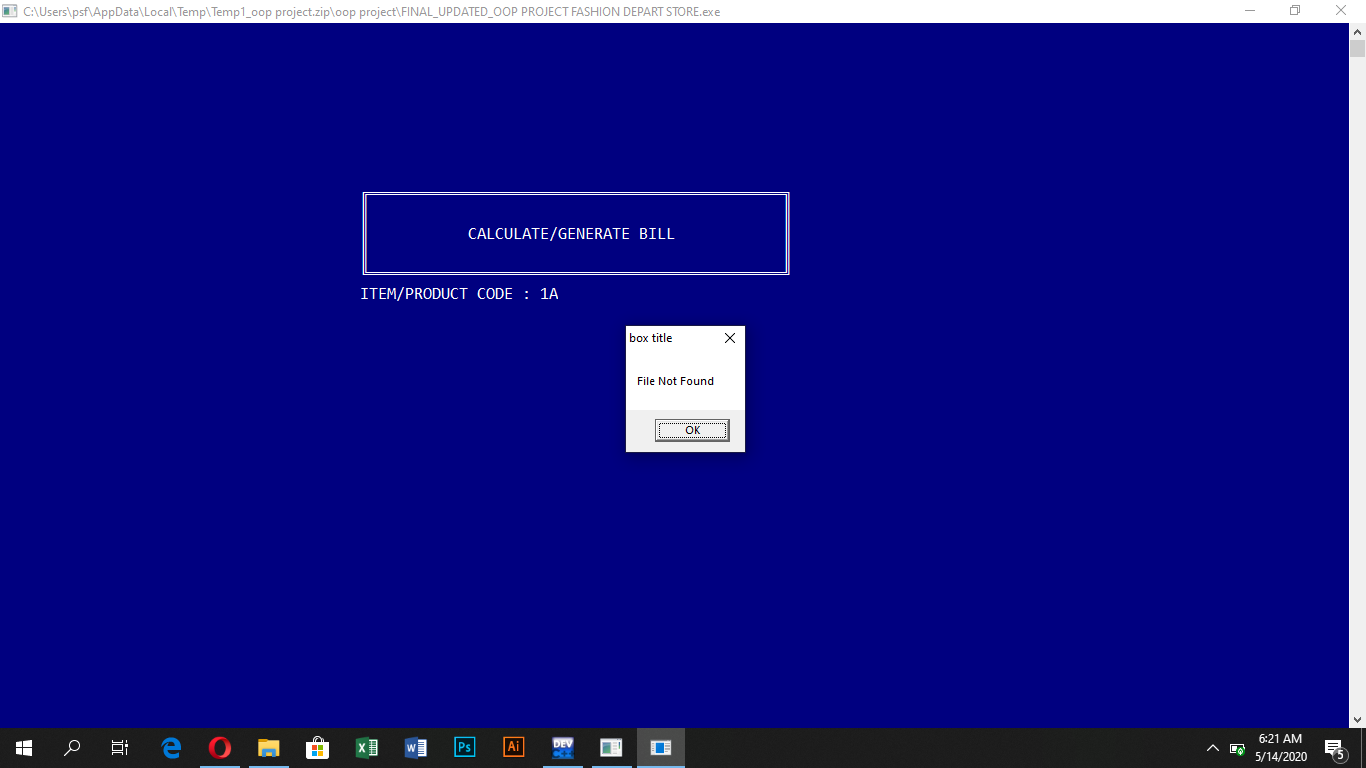 C:\Users\psf\AppData\Local\Temp\Temp1_oop project.zip\oop project\FINAL_UPDATED_OOP PROJECT FASHION DEPART STORE.exe
CALCULATE/GENERATE BILL
ITEM/PRODUCT CODE : 1A
box title
File Not Found
OK
Ps
Ai
DEV
6:21 AM
5/14/2020
5